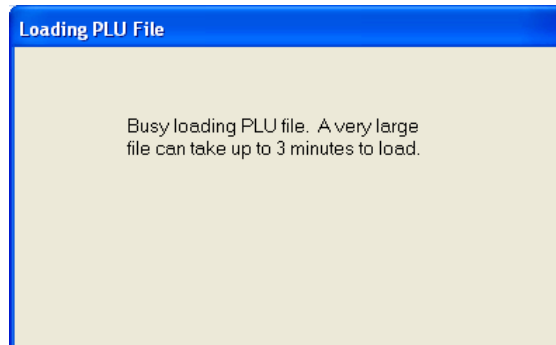 Loading PLU File
Busy loading PLU file.  A very large
file can take up to 3 minutes to load.